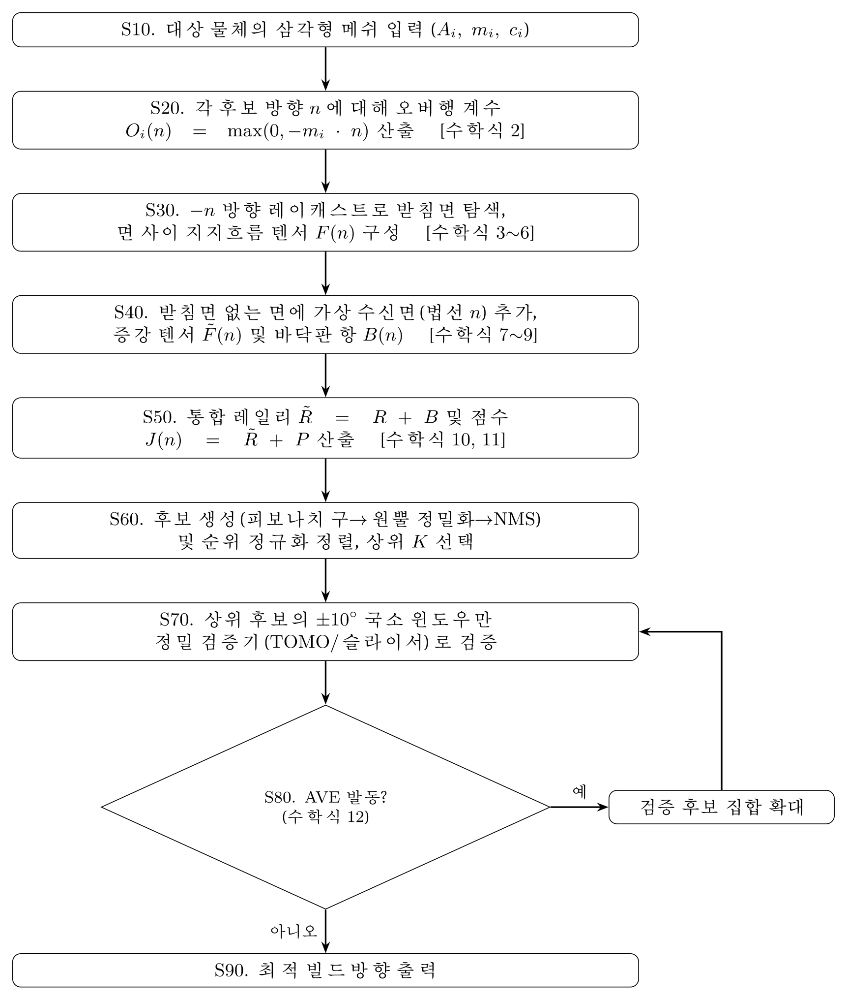 S10. 대상 물체의 삼각형 메쉬 입력 (A_i, m_i, c_i)
S20. 각 후보 방향 n에 대해 오버행 계수
O_i(n) = max(0, −m_i · n) 산출 [수학식 2]
S30. −n 방향 레이캐스트로 받침면 탐색,
면 사이 지지흐름 텐서 F(n) 구성 [수학식 3~6]
S40. 받침면 없는 면에 가상 수신면(법선 n) 추가,
증강 텐서 F̃(n) 및 바닥판 항 B(n) [수학식 7~9]
S50. 통합 레일리 R̃ = R + B 및 점수
J(n) = R̃ + P 산출 [수학식 10, 11]
S60. 후보 생성(피보나치 구→원뿔 정밀화→NMS)
및 순위 정규화 정렬, 상위 K 선택
S70. 상위 후보의 ±10° 국소 윈도우만
정밀 검증기(TOMO/슬라이서)로 검증
S80. AVE 발동?
(수학식 12)
예
검증 후보 집합 확대
아니오
S90. 최적 빌드방향 출력